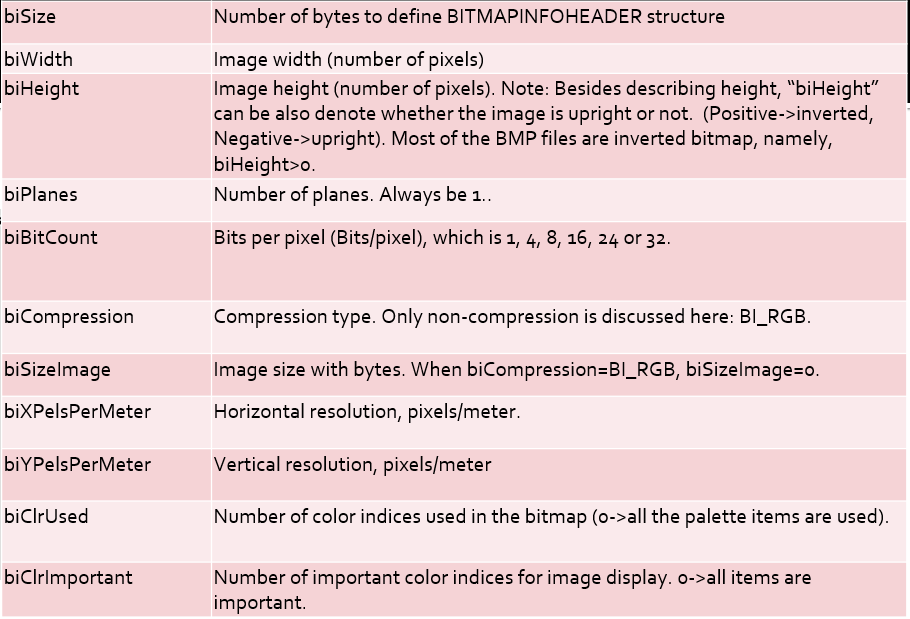 biSize Number of bytes to define BITMAPINFOHEADER structure
biWidth Image width (number of pixels)
biHeight Image height (number of pixels). Note: Besides describing height, “biHeight”
can be also denote whether the image is upright or not. (Positive->inverted,
Negative->upright). Most of the BMP files are inverted bitmap, namely,
biHeight>0.
biPlanes Number of planes. Always be 1..
biBitCount Bits per pixel (Bits/pixel), which is 1, 4, 8, 16, 24 or 32.
biCompression Compression type. Only non-compression is discussed here: BI_RGB.
biSizeImage Image size with bytes. When biCompression=BI_RGB, biSizeImage=0.
biXPelsPerMeter Horizontal resolution, pixels/meter.
biYPelsPerMeter Vertical resolution, pixels/meter
biClrUsed Number of color indices used in the bitmap (0->all the palette items are used).
biClrImportant Number of important color indices for image display. 0->all items are
important.